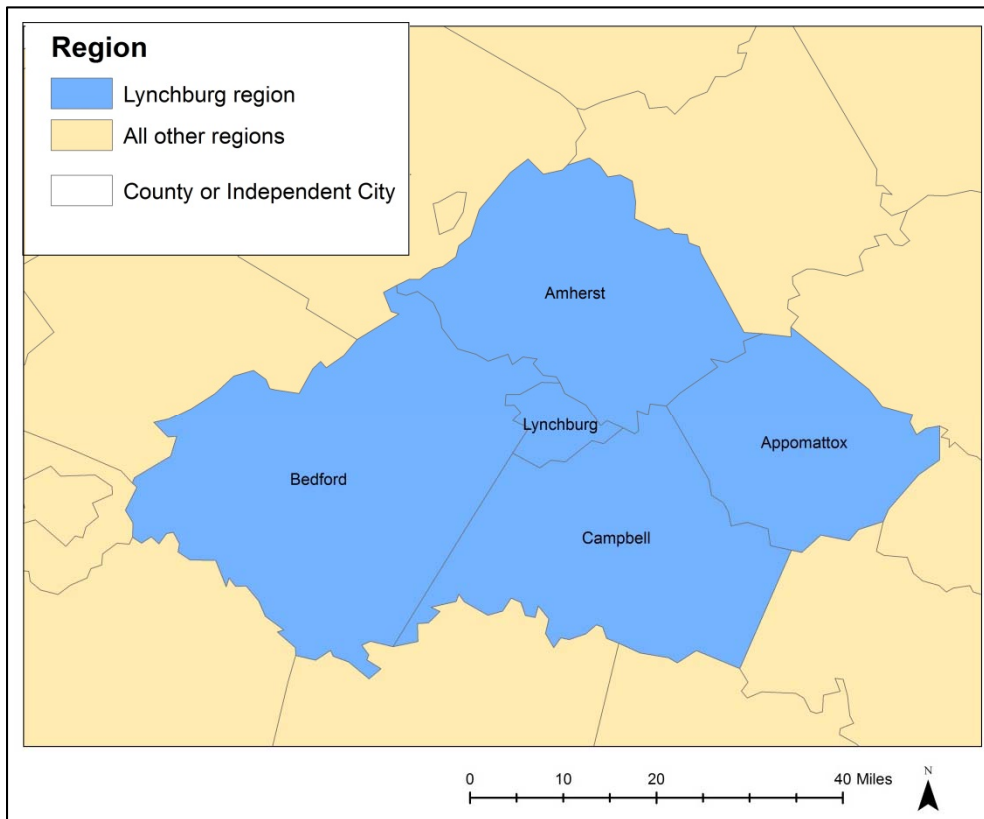 Region
Lynchburg region
All other regions
County or Independent City
Amherst
Lynchburg
Appomattox
Bedford
Campbell
0 10 20 40 Miles
N